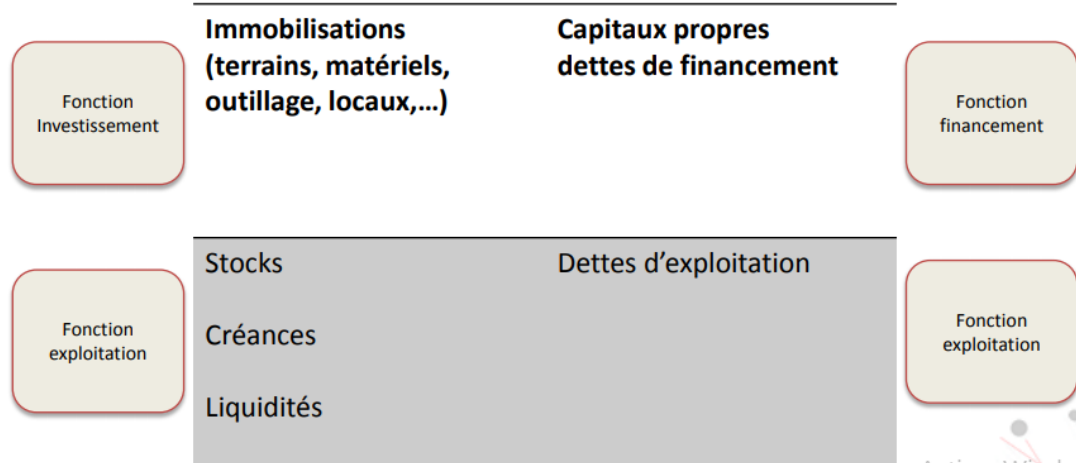 Immobilisations
(terrains, matériels,
outillage, locaux,…)
Capitaux propres
dettes de financement
Fonction
Investissement
Fonction
financement
Stocks
Dettes d’exploitation
Créances
Liquidités
Fonction
exploitation
Fonction
exploitation